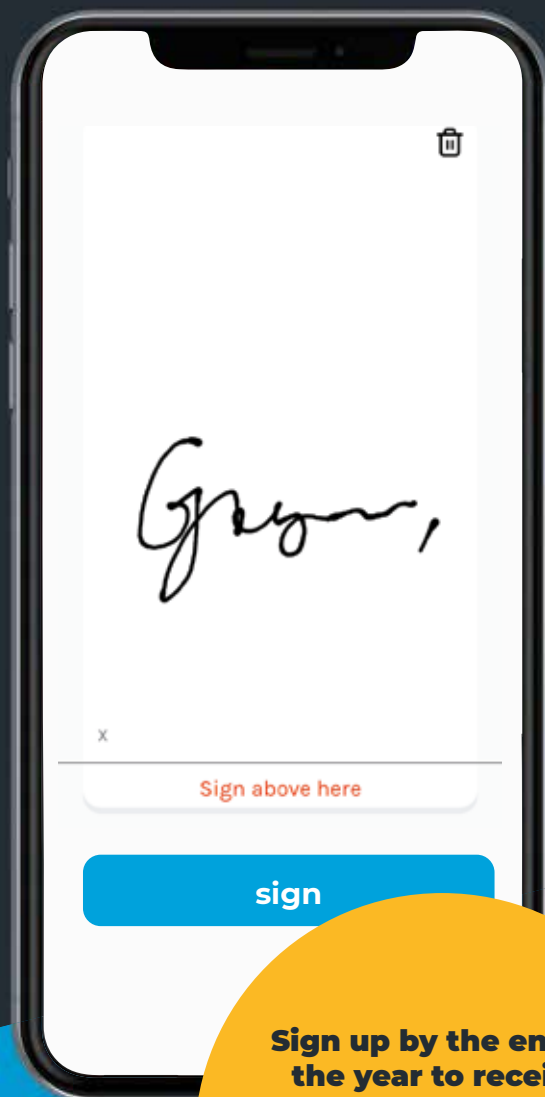 x
Sign above here
sign
Sign up by the en
the year to recei